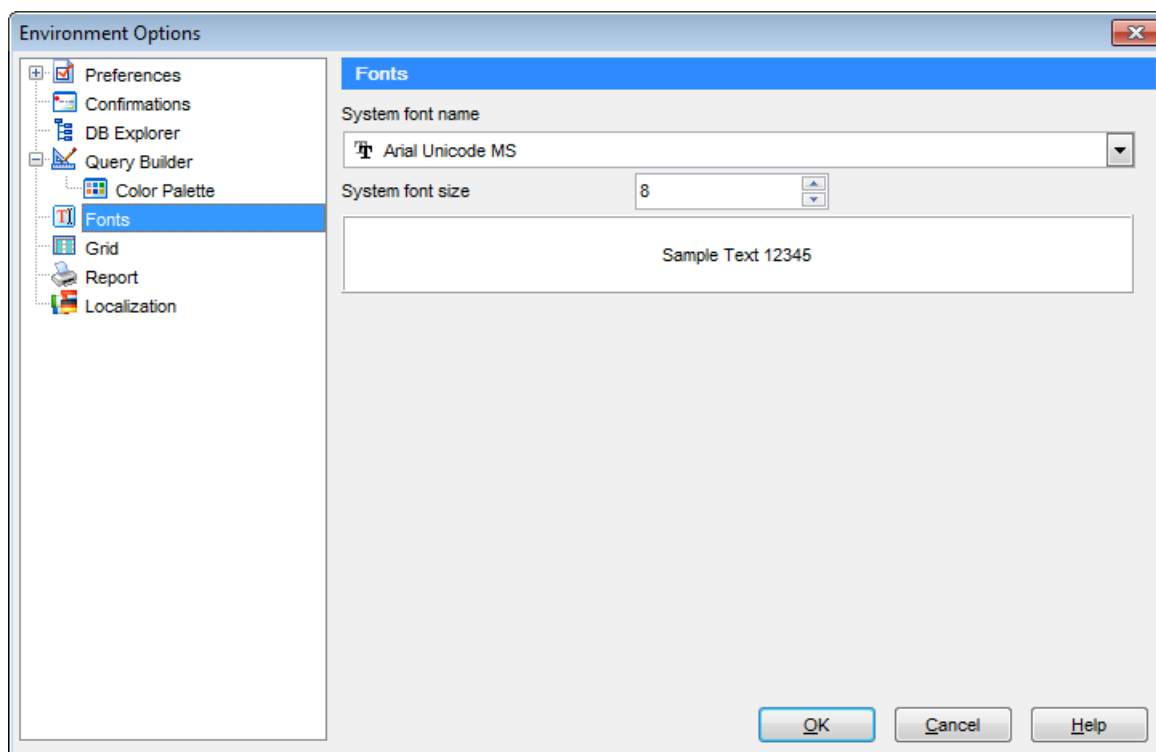 Environment Options
Preferences
Confirmations
DB Explorer
Query Builder
Color Palette
Fonts
Grid
Report
Localization
Fonts
System font name
Arial Unicode MS
System font size 8
Sample Text 12345
OK Cancel Help